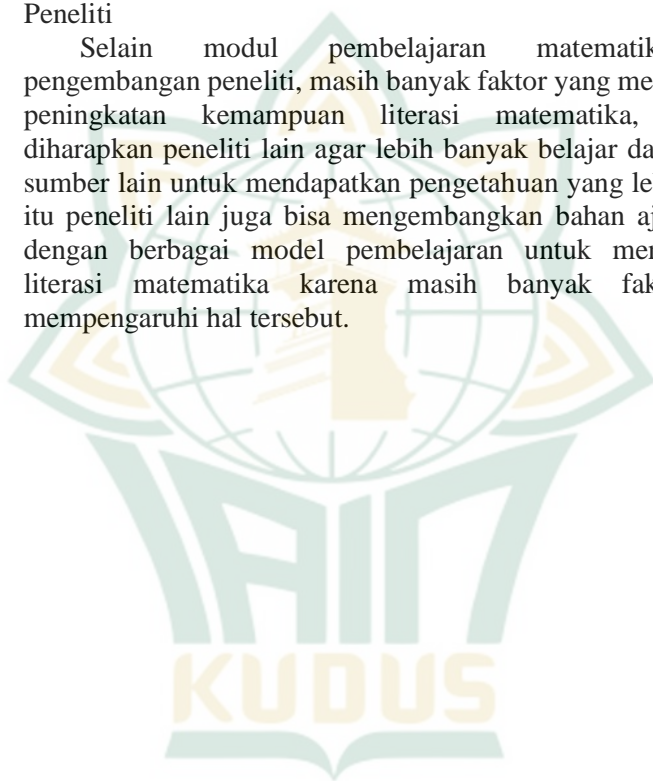 Peneliti
Selain modul pembelajaran matematik
pengembangan peneliti, masih banyak faktor yang me
peningkatan kemampuan literasi matematika,
diharapkan peneliti lain agar lebih banyak belajar da
sumber lain untuk mendapatkan pengetahuan yang le
itu peneliti lain juga bisa mengembangkan bahan aj
dengan berbagai model pembelajaran untuk mer
literasi matematika karena masih banyak fak
mempengaruhi hal tersebut.
IAIN
KUDUS